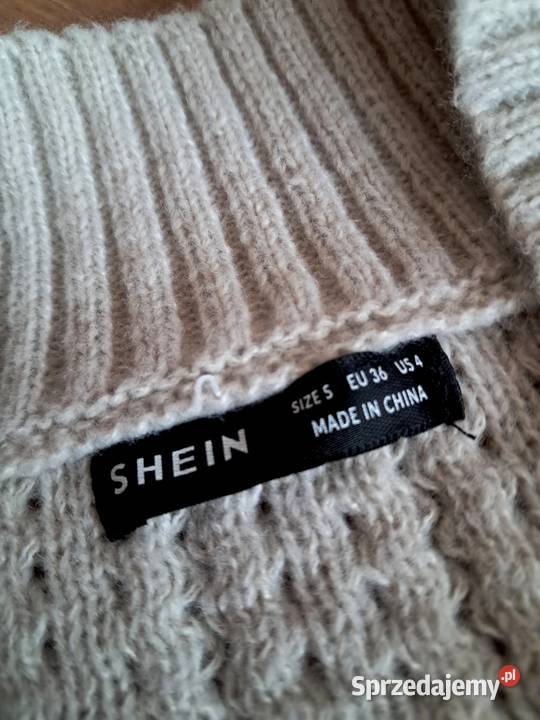 SHEIN
SIZE S EU 36 US 4
MADE IN CHINA
Sprzedajemy.pl